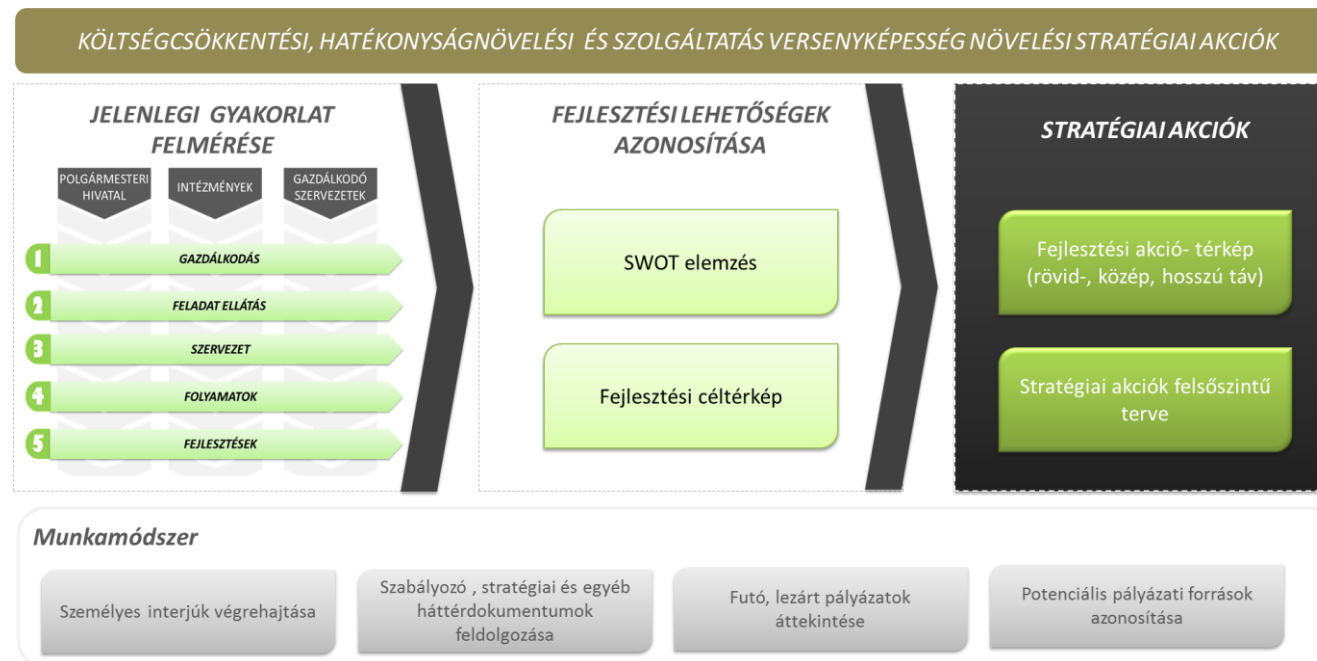 KÖLTSÉGCSÖKKENTÉSI, HATÉKONYSÁGNÖVELÉSI ÉS SZOLGÁLTATÁS VERSENYKÉPESSÉG NÖVELÉSI STRATÉGIAI AKCIÓK
JELENLEGI GYAKORLAT
FELMÉRÉSE
POLGÁRMESTERI
HIVATAL
INTÉZMÉNYEK
GAZDÁLKODÓ
SZERVEZETEK
1 GAZDÁLKODÁS
2 FELADAT ELLÁTÁS
3 SZERVEZET
4 FOLYAMATOK
5 FEJLESZTÉSEK
FEJLESZTÉSI LEHETŐSÉGEK
AZONOSÍTÁSA
SWOT elemzés
Fejlesztési céltérkép
STRATÉGIAI AKCIÓK
Fejlesztési akció- térkép
(rövid-, közép, hosszú táv)
Stratégiai akciók felsőszintű
terve
Munkamódszer
Személyes interjúk végrehajtása
Szabályozó , stratégiai és egyéb
háttérdokumentumok
feldolgozása
Futó, lezárt pályázatok
áttekintése
Potenciális pályázati források
azonosítása